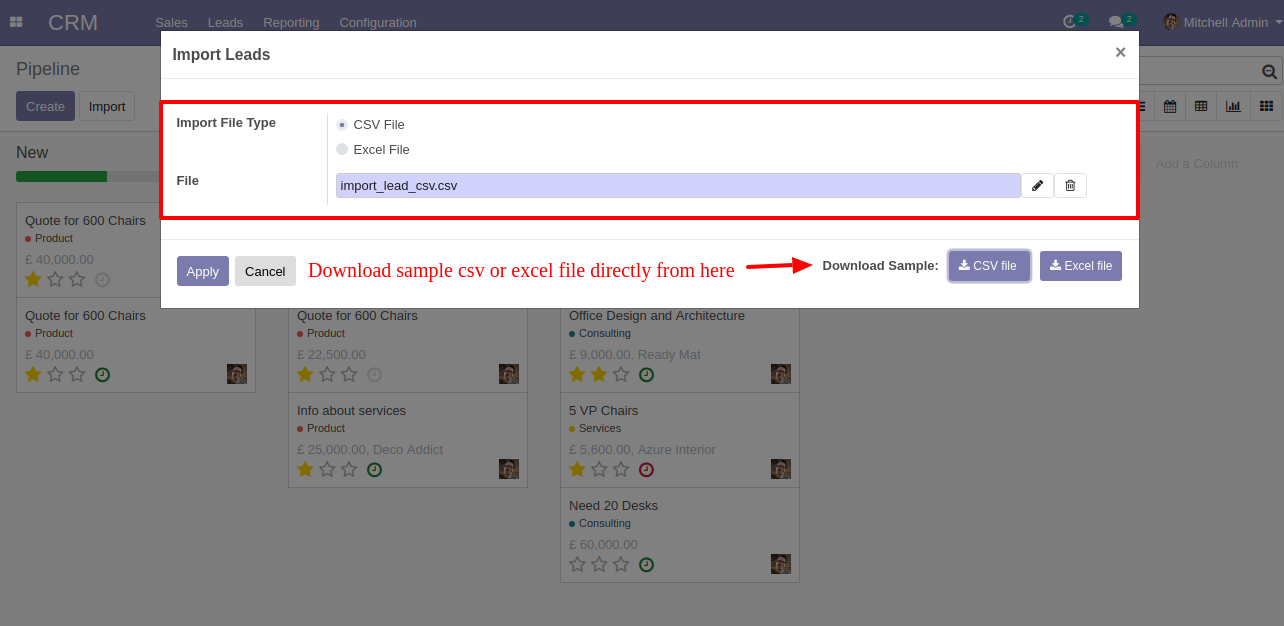 CRM Sales Leads Reporting Configuration 2 2 Mitchell Admin
Pipeline
Create Import
Import Leads ×
Import File Type
CSV File
Excel File
File
import_lead_csv.csv
Apply Cancel
Download sample csv or excel file directly from here
Download Sample: CSV file Excel file
Add a Column
New
Quote for 600 Chairs
Product
£ 40,000.00
Quote for 600 Chairs
Product
£ 40,000.00
Quote for 600 Chairs
Product
£ 22,500.00
Info about services
Product
£ 25,000.00, Deco Addict
Office Design and Architecture
Consulting
£ 9,000.00, Ready Mat
5 VP Chairs
Services
£ 5,600.00, Azure Interior
Need 20 Desks
Consulting
£ 60,000.00